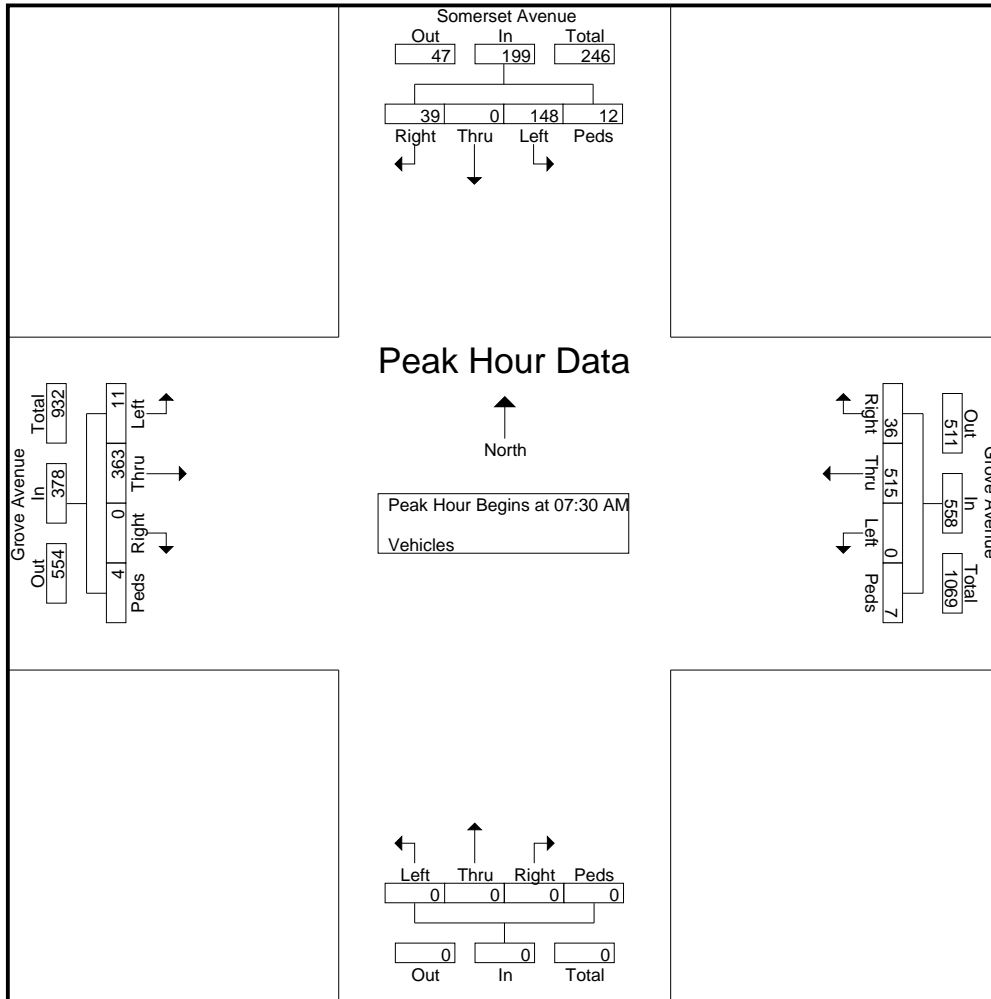 Somerset Avenue
Out In Total
47 199 246
39 0 148 12
Right Thru Left Peds
Peak Hour Data
North
Peak Hour Begins at 07:30 AM
Vehicles
Grove Avenue
Out In Total
554 378 932
11 363 0 4
Left Thru Right Peds
Grove Avenue
Out In Total
511 558 1069
36 515 0 7
Right Thru Left Peds
Left Thru Right Peds
0 0 0 0
0 0 0
Out In Total